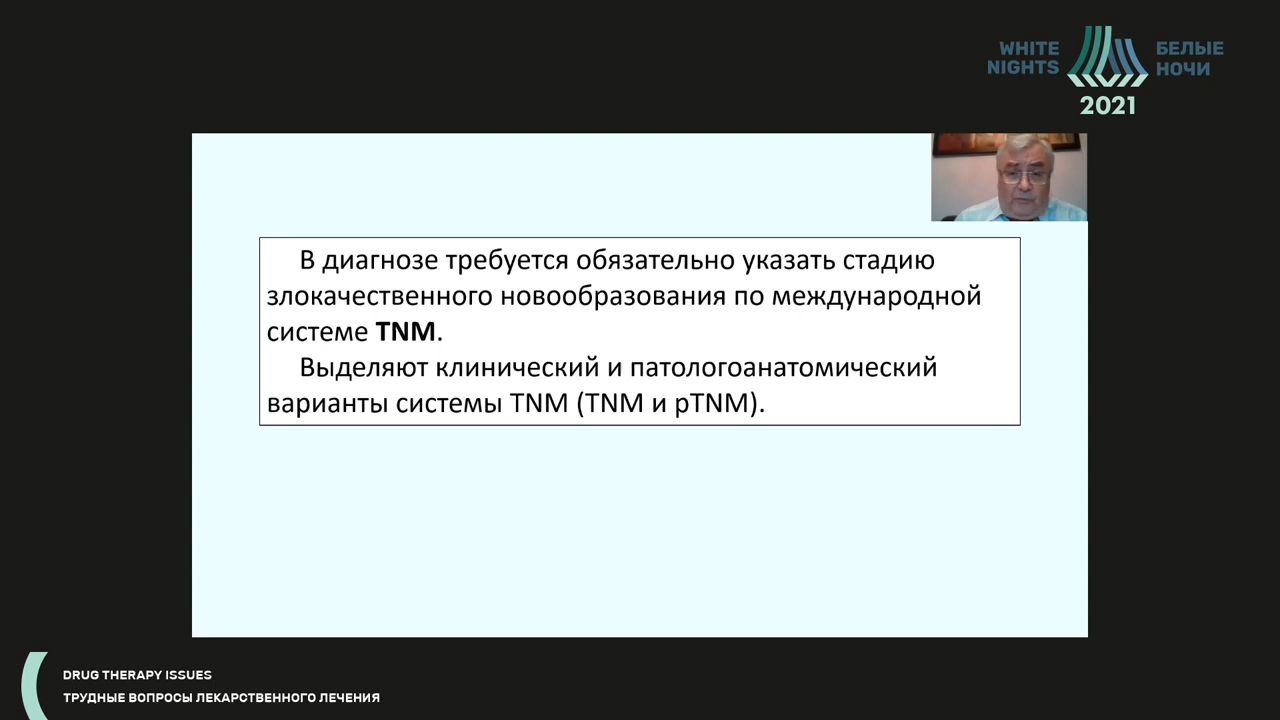 WHITE
NIGHTS
БЕЛЫЕ
НОЧИ
2021
В диагнозе требуется обязательно указать стадию
злокачественного новообразования по международной
системе TNM.
Выделяют клинический и патологоанатомический
варианты системы TNM (TNM и pTNM).
DRUG THERAPY ISSUES
ТРУДНЫЕ ВОПРОСЫ ЛЕКАРСТВЕННОГО ЛЕЧЕНИЯ